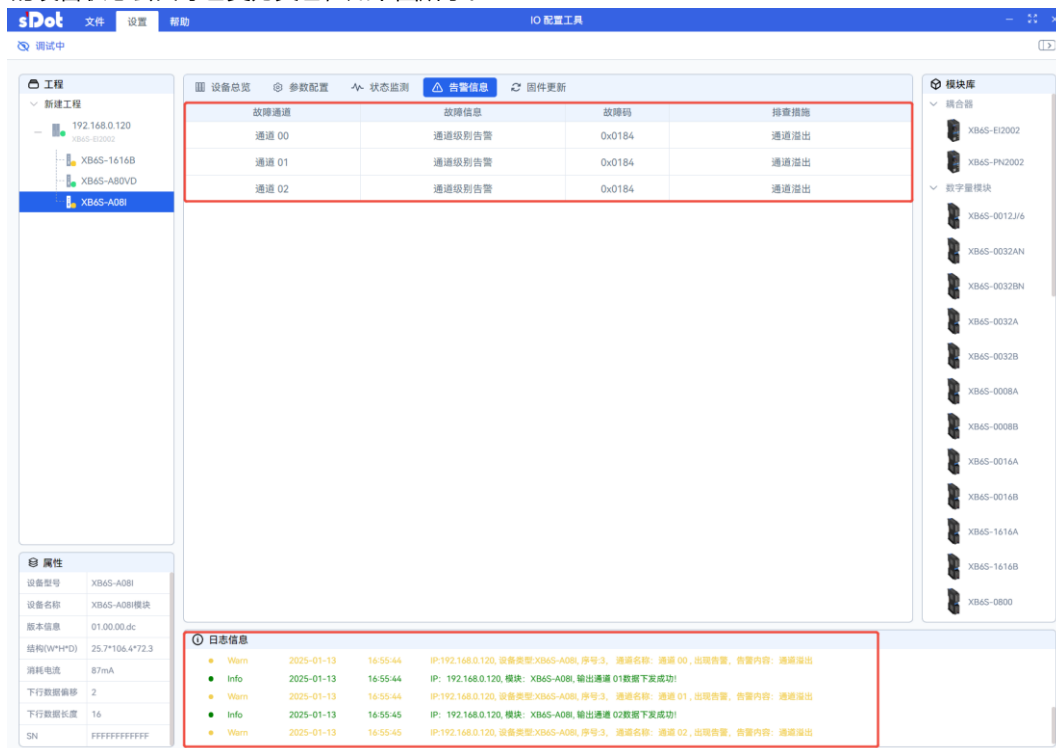 sDot 文件 设置 帮助 IO 配置工具
调试中
工程
新建工程
192.168.0.120
XB6S-EI2002
XB6S-1616B
XB6S-A80VD
XB6S-A08I
设备总览 参数配置 状态监测 告警信息 固件更新
故障通道 故障信息 故障码 排查措施
通道 00 通道级别告警 0x0184 通道溢出
通道 01 通道级别告警 0x0184 通道溢出
通道 02 通道级别告警 0x0184 通道溢出
模块库
耦合器
XB6S-EI2002
XB6S-PN2002
数字量模块
XB6S-0012J/6
XB6S-0032AN
XB6S-0032BN
XB6S-0032A
XB6S-0032B
XB6S-0008A
XB6S-0008B
XB6S-0016A
XB6S-0016B
XB6S-1616A
XB6S-1616B
XB6S-0800
属性
设备型号 XB6S-A08I
设备名称 XB6S-A08I模块
版本信息 01.00.00.dc
结构(W*H*D) 25.7*106.4*72.3
消耗电流 87mA
下行数据偏移 2
下行数据长度 16
SN FFFFFFFFFFFF
日志信息
Warn 2025-01-13 16:55:44 IP:192.168.0.120, 设备类型:XB6S-A08I, 序号:3, 通道名称: 通道 00 , 出现告警, 告警内容: 通道溢出
Info 2025-01-13 16:55:44 IP: 192.168.0.120, 模块: XB6S-A08I, 输出通道 01数据下发成功!
Warn 2025-01-13 16:55:44 IP:192.168.0.120, 设备类型:XB6S-A08I, 序号:3, 通道名称: 通道 01 , 出现告警, 告警内容: 通道溢出
Info 2025-01-13 16:55:45 IP: 192.168.0.120, 模块: XB6S-A08I, 输出通道 02数据下发成功!
Warn 2025-01-13 16:55:45 IP:192.168.0.120, 设备类型:XB6S-A08I, 序号:3, 通道名称: 通道 02 , 出现告警, 告警内容: 通道溢出